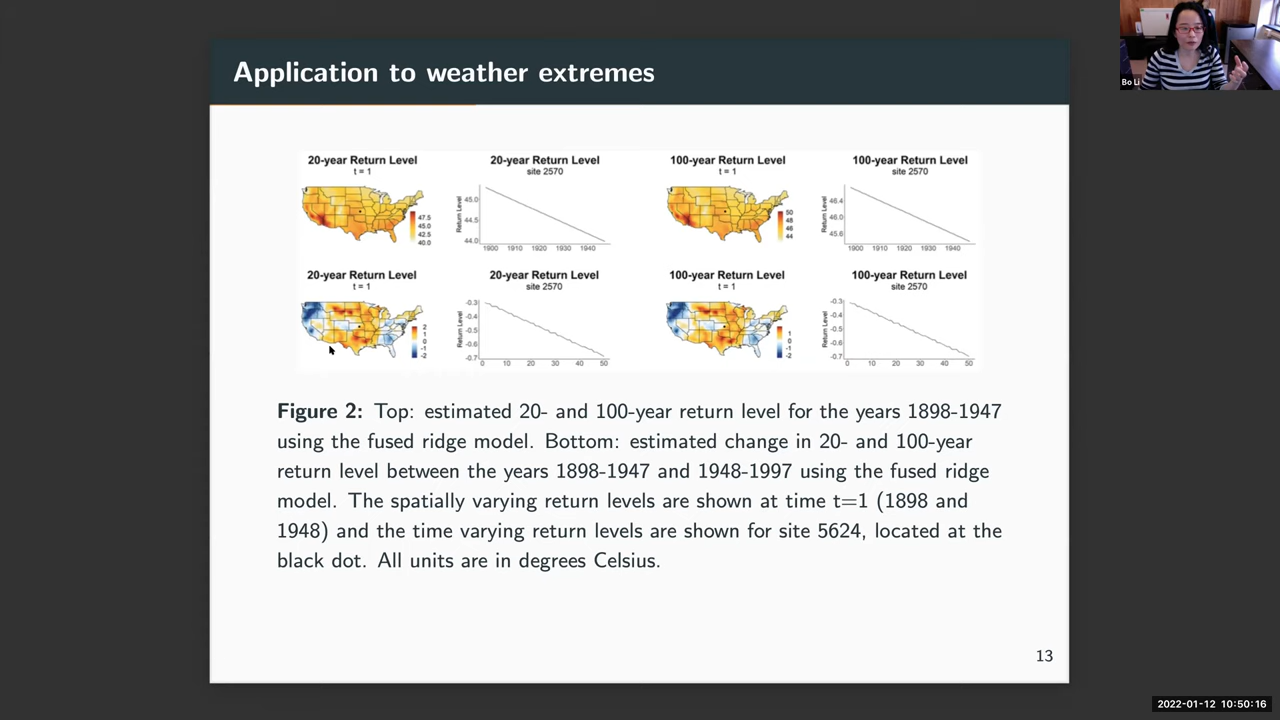 Application to weather extremes
Bo Li
20-year Return Level
t = 1
47.5
45.0
42.5
40.0
20-year Return Level
site 2570
Return Level
45.0
44.5
44.0
1900 1910 1920 1930 1940
100-year Return Level
t = 1
50
48
46
44
100-year Return Level
site 2570
Return Level
46.4
46.0
45.6
1900 1910 1920 1930 1940
20-year Return Level
t = 1
2
1
0
-1
-2
20-year Return Level
site 2570
Return Level
-0.3
-0.4
-0.5
-0.6
-0.7
0 10 20 30 40 50
100-year Return Level
t = 1
1
0
-1
-2
100-year Return Level
site 2570
Return Level
-0.3
-0.4
-0.5
-0.6
-0.7
0 10 20 30 40 50
Figure 2: Top: estimated 20- and 100-year return level for the years 1898-1947
using the fused ridge model. Bottom: estimated change in 20- and 100-year
return level between the years 1898-1947 and 1948-1997 using the fused ridge
model. The spatially varying return levels are shown at time t=1 (1898 and
1948) and the time varying return levels are shown for site 5624, located at the
black dot. All units are in degrees Celsius.
13
2022-01-12 10:50:16